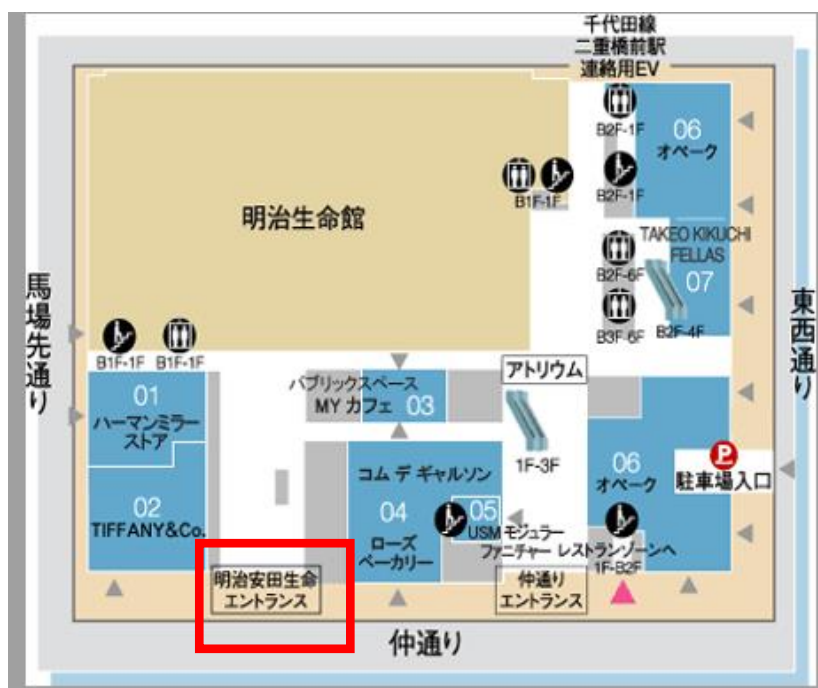 千代田線
二重橋前駅
連絡用EV
B2F-1F
06
オペーク
B1F-1F
B2F-1F
明治生命館
TAKEO KIKUCHI
FELLAS
07
B2F-6F
B3F-6F
B2F-4F
馬場先通り
東西通り
B1F-1F
B1F-1F
アトリウム
01
ハーマンミラー
ストア
パブリックスペース
MY カフェ 03
1F-3F
06
オペーク
P
駐車場入口
コム デ ギャルソン
02
TIFFANY&Co.
04
ローズ
ベーカリー
05
USM モジュラー
ファニチャー
レストランゾーンへ
1F-B2F
明治安田生命
エントランス
仲通り
エントランス
仲通り